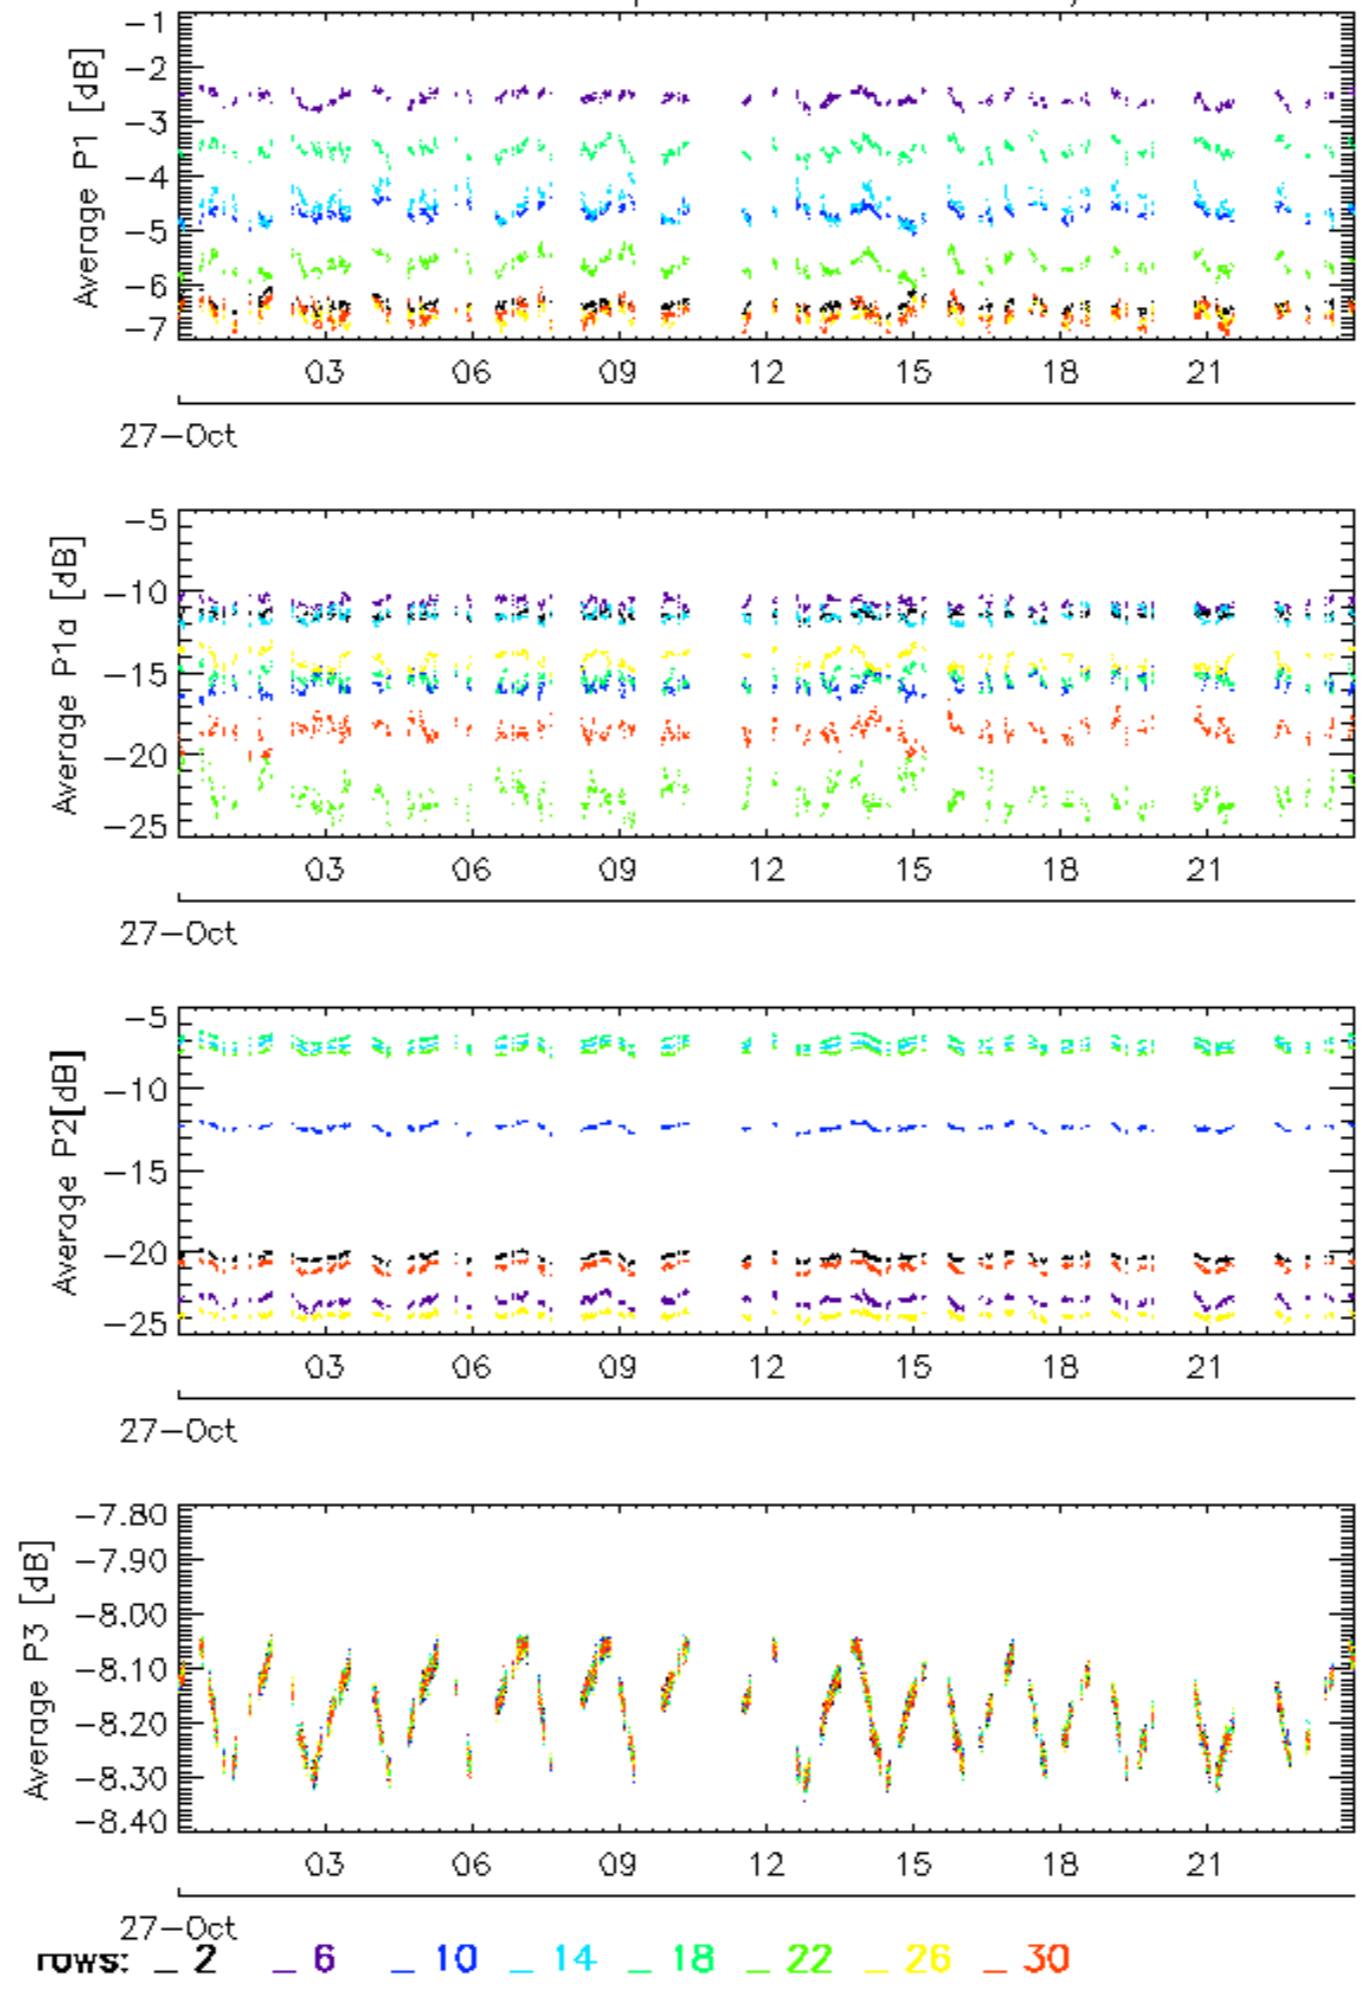 Average P1 [dB]
-1
-2
-3
-4
-5
-6
-7
03 06 09 12 15 18 21
27-Oct
Average P1a [dB]
-5
-10
-15
-20
-25
03 06 09 12 15 18 21
27-Oct
Average P2[dB]
-5
-10
-15
-20
-25
03 06 09 12 15 18 21
27-Oct
Average P3 [dB]
-7.80
-7.90
-8.00
-8.10
-8.20
-8.30
-8.40
03 06 09 12 15 18 21
27-Oct
rows: _ 2 _ 6 _ 10 _ 14 _ 18 _ 22 _ 26 _ 30